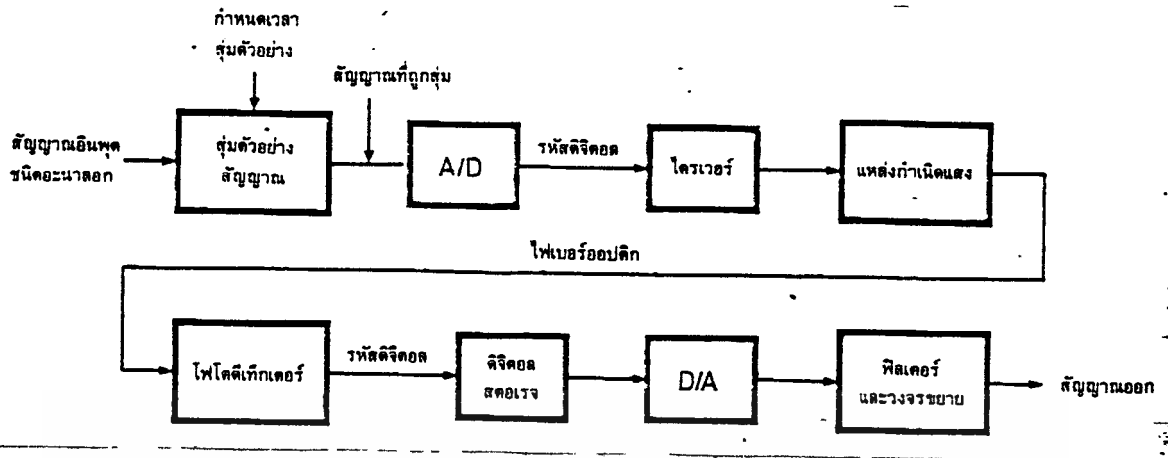 กำหนดเวลา
สุ่มตัวอย่าง
สัญญาณที่ถูกสุ่ม
สัญญาณอินพุต
ชนิดอะนาลอก
สุ่มตัวอย่าง
สัญญาณ
A/D
รหัสดิจิตอล
ไดรเวอร์
แหล่งกำเนิดแสง
ไฟเบอร์ออปติก
โฟโตดีเท็กเตอร์
รหัสดิจิตอล
ดิจิตอล
สตอเรจ
D/A
ฟิลเตอร์
และวงจรขยาย
สัญญาณออก